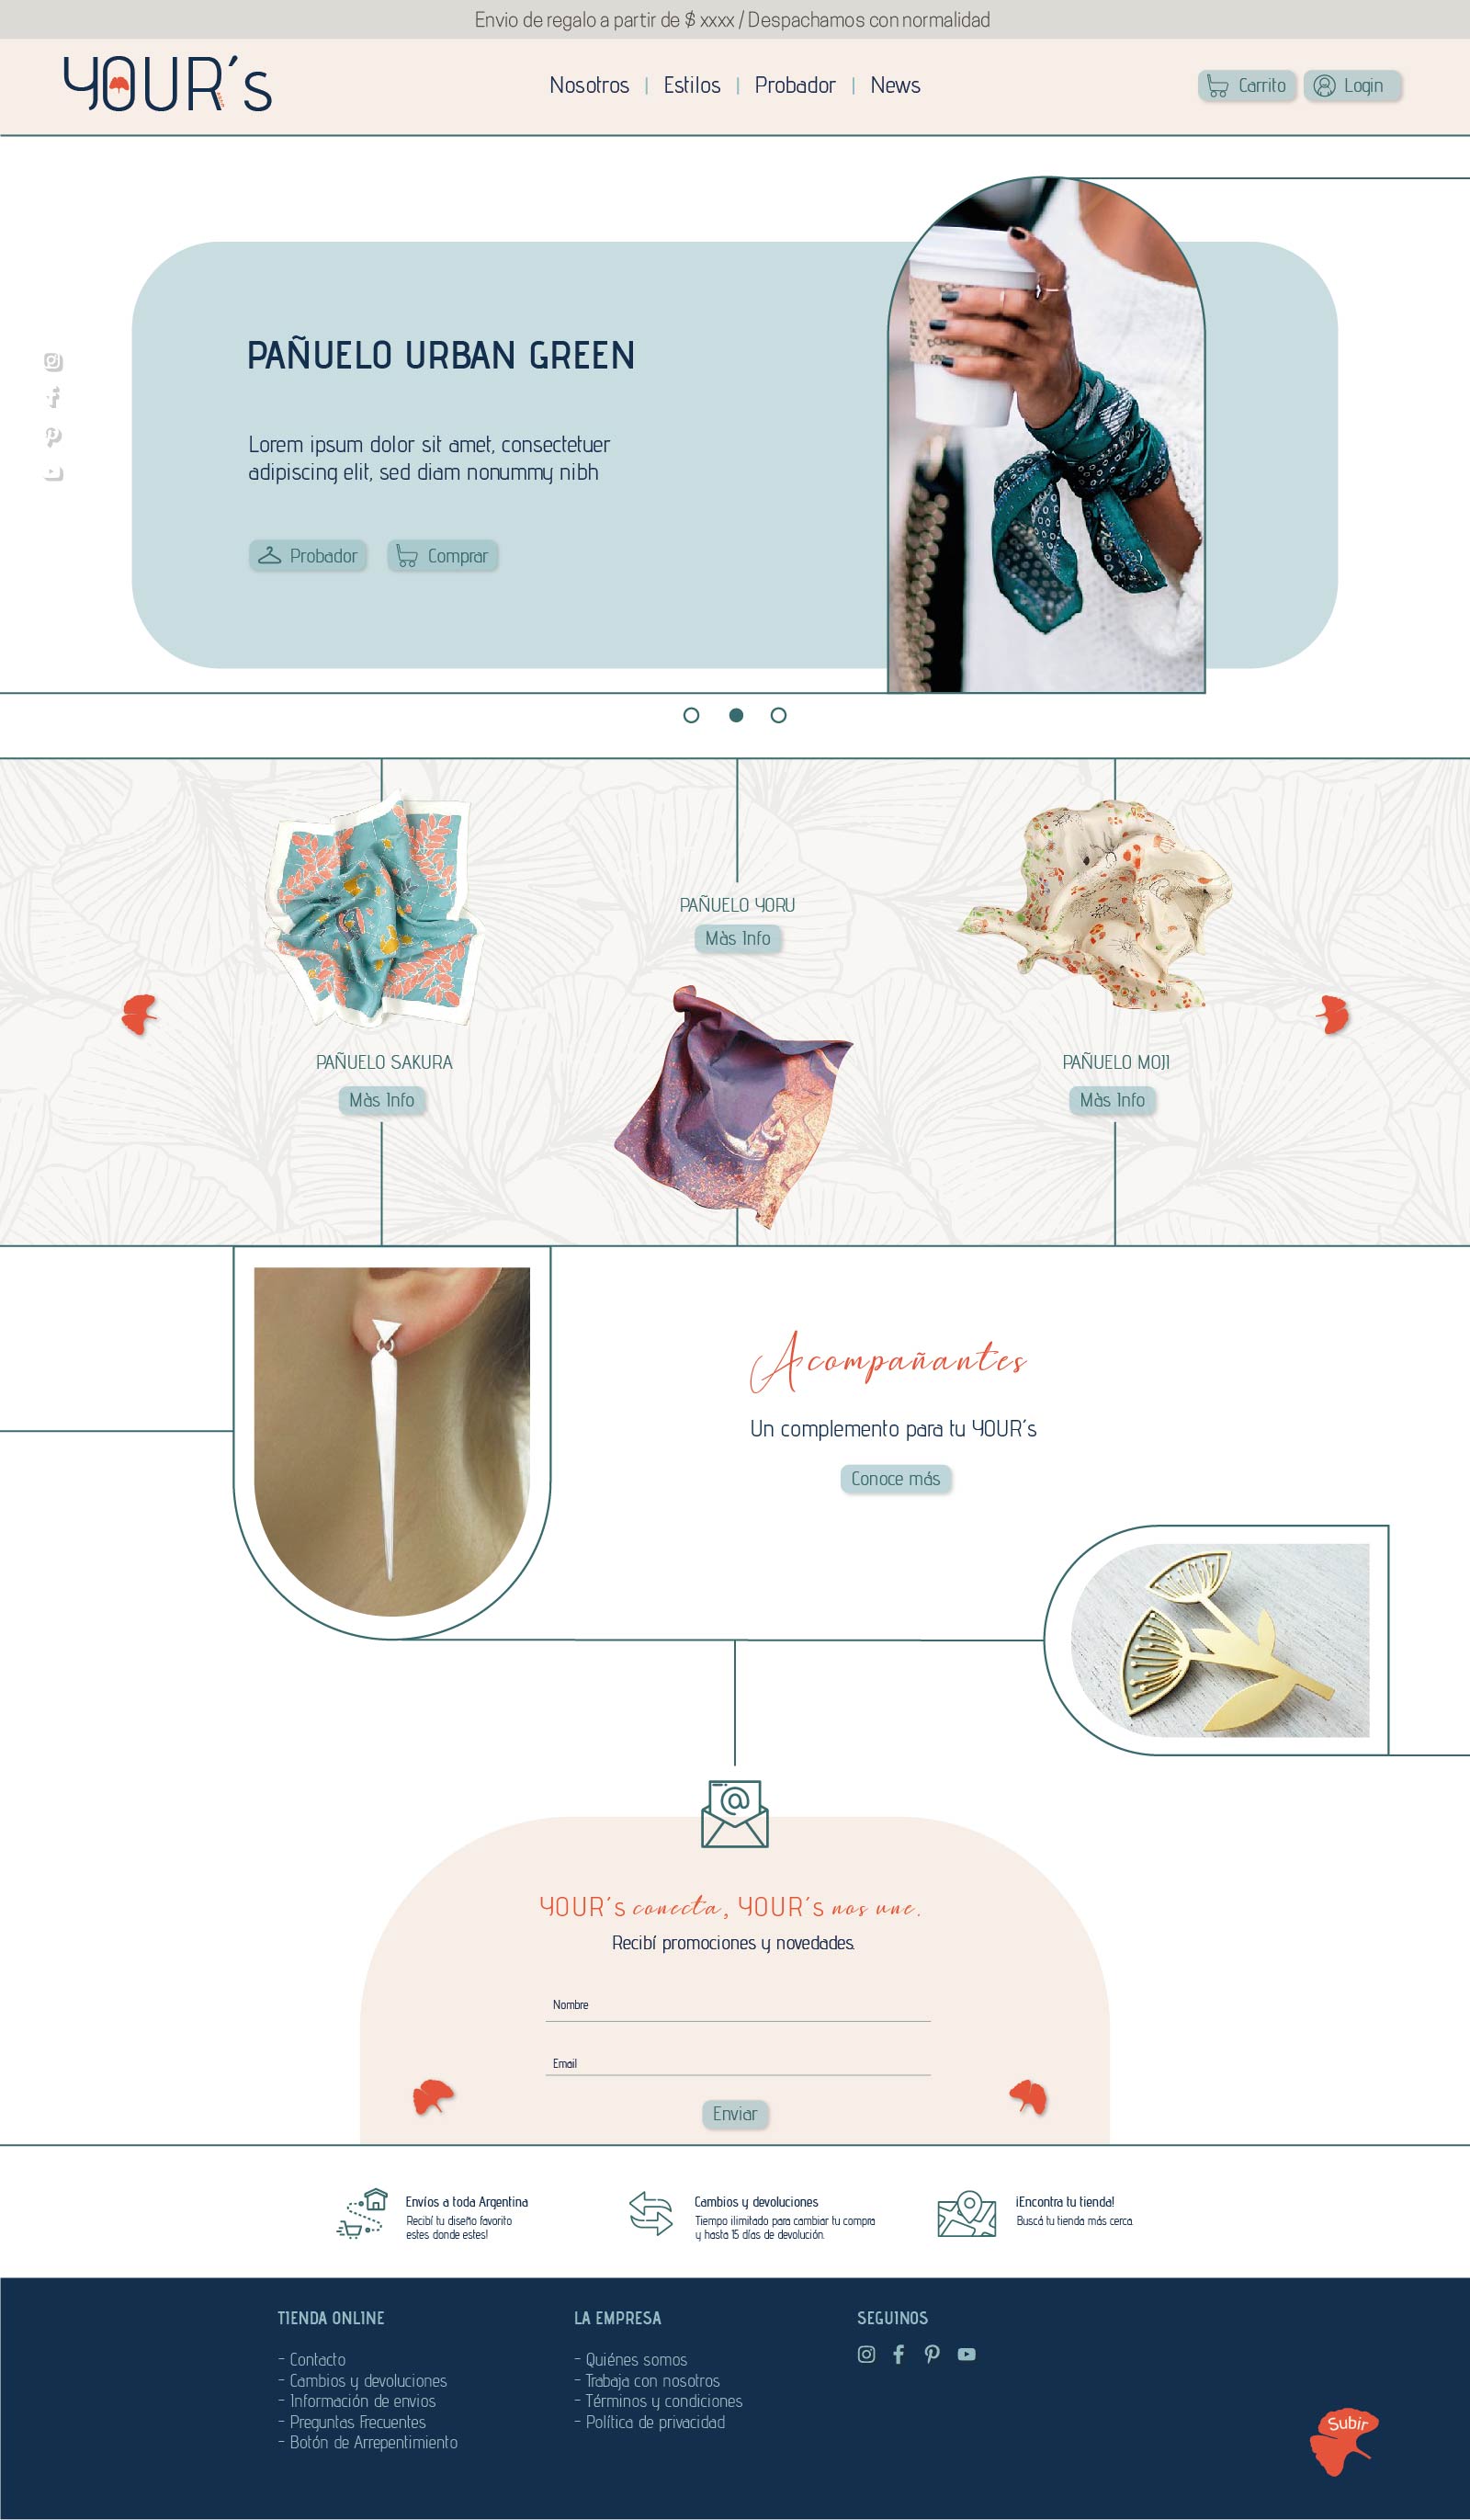 Envio de regalo a partir de $ xxxx / Despachamos con normalidad
YOUR´s
Nosotros | Estilos | Probador | News
Carrito
Login
PAÑUELO URBAN GREEN
Lorem ipsum dolor sit amet, consectetuer
adipiscing elit, sed diam nonummy nibh
Probador
Comprar
PAÑUELO YORU
Màs Info
PAÑUELO SAKURA
Màs Info
PAÑUELO MOJI
Màs Info
Acompañantes
Un complemento para tu YOUR´s
Conoce más
YOUR´s conecta, YOUR´s nos une.
Recibí promociones y novedades.
Nombre
Email
Enviar
Envíos a toda Argentina
Recibí tu diseño favorito
estes donde estes!
Cambios y devoluciones
Tiempo ilimitado para cambiar tu compra
y hasta 15 días de devolución.
¡Encontra tu tienda!
Buscá tu tienda más cerca.
TIENDA ONLINE
- Contacto
- Cambios y devoluciones
- Información de envios
- Preguntas Frecuentes
- Botón de Arrepentimiento
LA EMPRESA
- Quiénes somos
- Trabaja con nosotros
- Términos y condiciones
- Política de privacidad
SEGUINOS
Subir